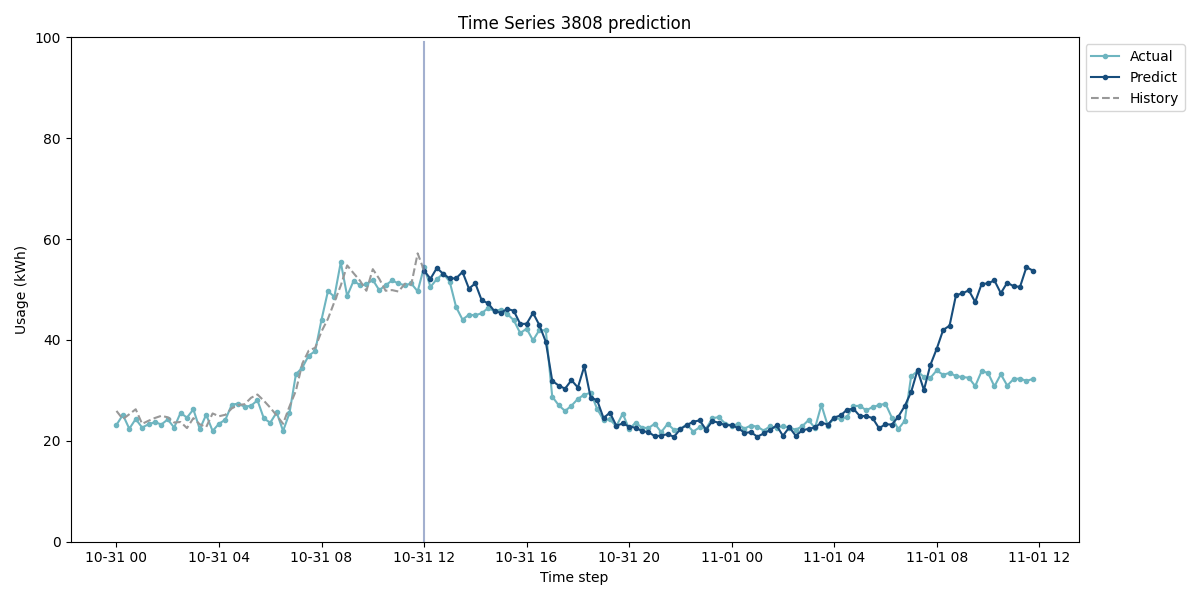 Time Series 3808 prediction
100
80
60
40
20
0
Usage (kWh)
10-31 00
10-31 04
10-31 08
10-31 12
10-31 16
10-31 20
11-01 00
11-01 04
11-01 08
11-01 12
Time step
Actual
Predict
History